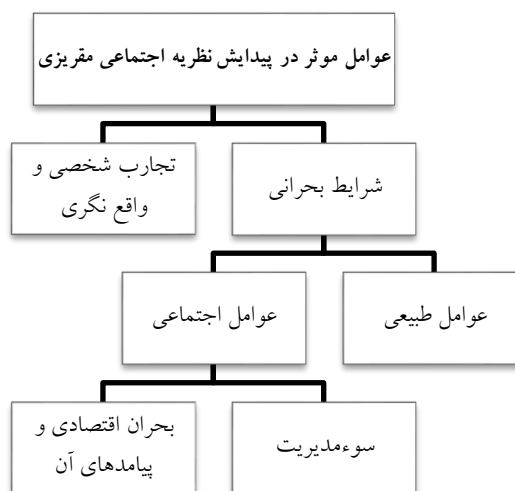 عوامل موثر در پیدایش نظریه اجتماعی مقریزی
شرایط بحرانی
تجارب شخصی و
واقع نگری
عوامل طبیعی
عوامل اجتماعی
سوءمدیریت
بحران اقتصادی و
پیامدهای آن